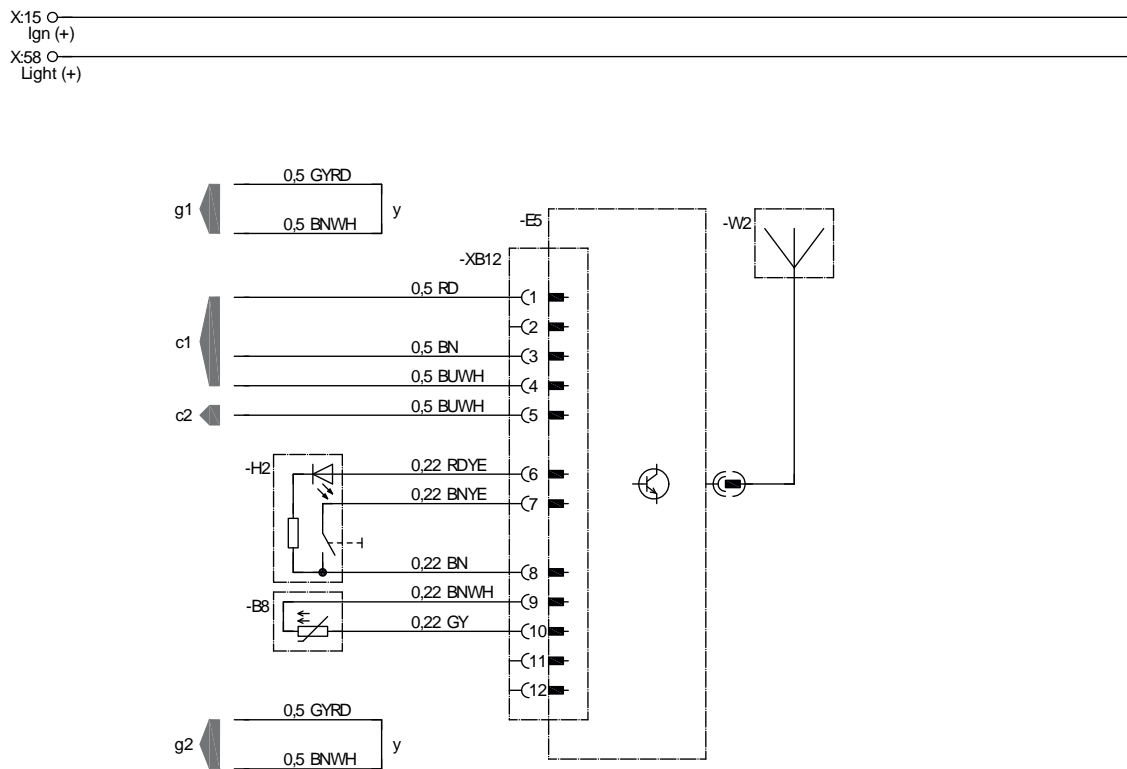 X:15
Ign (+)
X:58
Light (+)
0,5 GYRD
g1
y
0,5 BNWH
-E5
-W2
-XB12
0,5 RD
1
2
c1
0,5 BN
3
0,5 BUWH
4
c2
0,5 BUWH
5
-H2
0,22 RDYE
6
0,22 BNYE
7
0,22 BN
8
-B8
0,22 BNWH
9
0,22 GY
10
11
12
0,5 GYRD
g2
y
0,5 BNWH